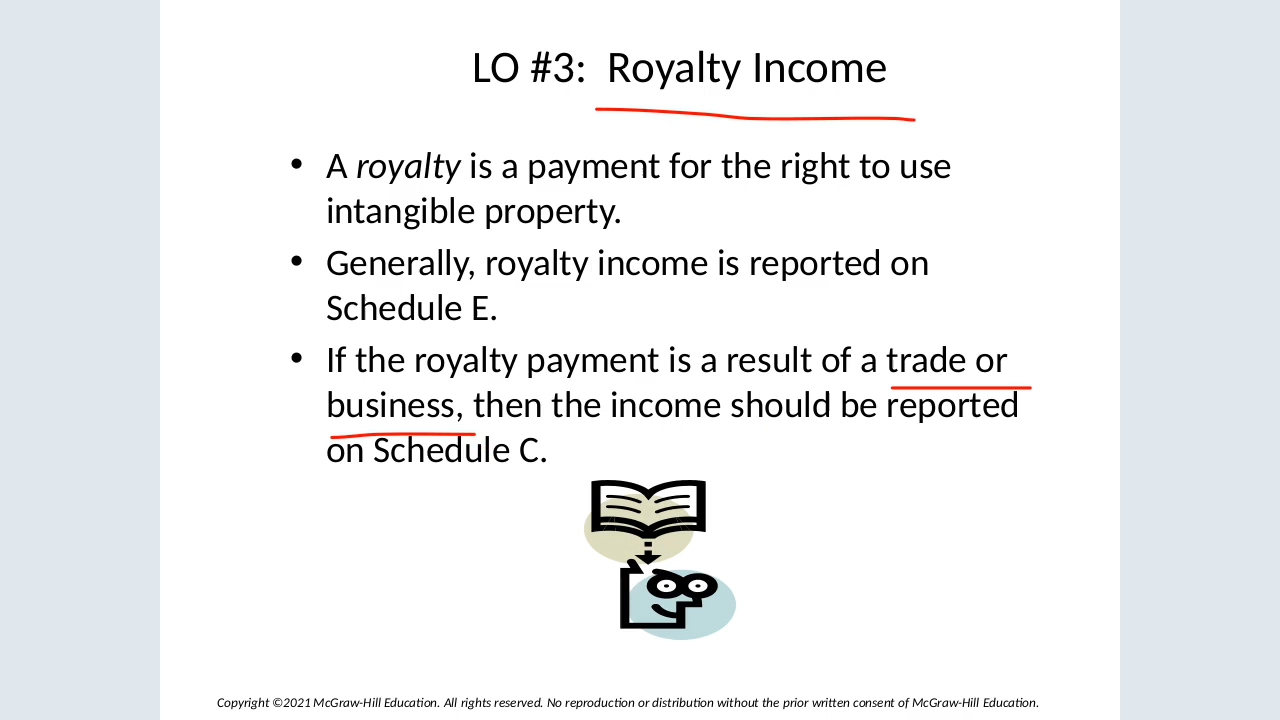 LO #3:  Royalty Income
• A royalty is a payment for the right to use
intangible property.
• Generally, royalty income is reported on
Schedule E.
• If the royalty payment is a result of a trade or
business, then the income should be reported
on Schedule C.
Copyright ©2021 McGraw-Hill Education. All rights reserved. No reproduction or distribution without the prior written consent of McGraw-Hill Education.